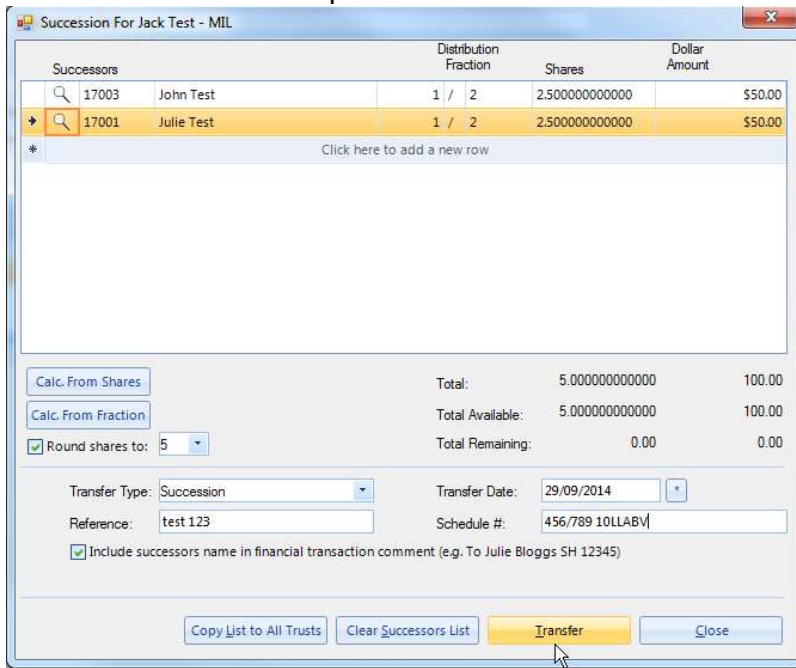 Succession For Jack Test - MIL
Successors Distribution Fraction Shares Dollar Amount
17003 John Test 1 / 2 2.500000000000 $50.00
17001 Julie Test 1 / 2 2.500000000000 $50.00
* Click here to add a new row
Calc. From Shares Total: 5.000000000000 100.00
Calc. From Fraction Total Available: 5.000000000000 100.00
Round shares to: 5 Total Remaining: 0.00 0.00
Transfer Type: Succession Transfer Date: 29/09/2014 *
Reference: test 123 Schedule #: 456/789 10LLABV
Include successors name in financial transaction comment (e.g. To Julie Bloggs SH 12345)
Copy List to All Trusts Clear Successors List Transfer Close